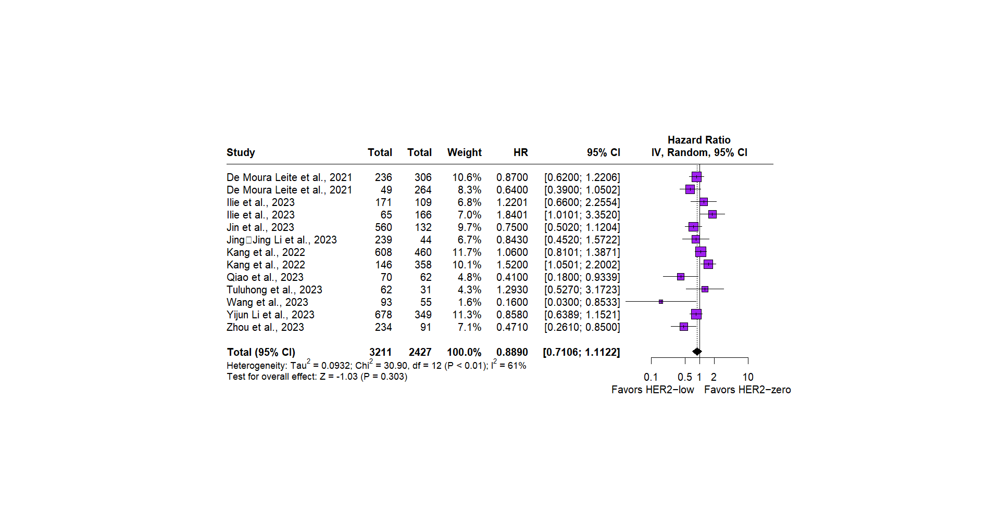 Hazard Ratio
Study Total Total Weight HR 95% CI IV, Random, 95% CI
De Moura Leite et al., 2021 236 306 10.6% 0.8700 [0.6200; 1.2206]
De Moura Leite et al., 2021 49 264 8.3% 0.6400 [0.3900; 1.0502]
Ilie et al., 2023 171 109 6.8% 1.2201 [0.6600; 2.2554]
Ilie et al., 2023 65 166 7.0% 1.8401 [1.0101; 3.3520]
Jin et al., 2023 560 132 9.7% 0.7500 [0.5020; 1.1204]
Jing□Jing Li et al., 2023 239 44 6.7% 0.8430 [0.4520; 1.5722]
Kang et al., 2022 608 460 11.7% 1.0600 [0.8101; 1.3871]
Kang et al., 2022 146 358 10.1% 1.5200 [1.0501; 2.2002]
Qiao et al., 2023 70 62 4.8% 0.4100 [0.1800; 0.9339]
Tuluhong et al., 2023 62 31 4.3% 1.2930 [0.5270; 3.1723]
Wang et al., 2023 93 55 1.6% 0.1600 [0.0300; 0.8533]
Yijun Li et al., 2023 678 349 11.3% 0.8580 [0.6389; 1.1521]
Zhou et al., 2023 234 91 7.1% 0.4710 [0.2610; 0.8500]
Total (95% CI) 3211 2427 100.0% 0.8890 [0.7106; 1.1122]
Heterogeneity: Tau² = 0.0932; Chi² = 30.90, df = 12 (P < 0.01); I² = 61%
Test for overall effect: Z = -1.03 (P = 0.303)
0.1 0.5 1 2 10
Favors HER2−low Favors HER2−zero